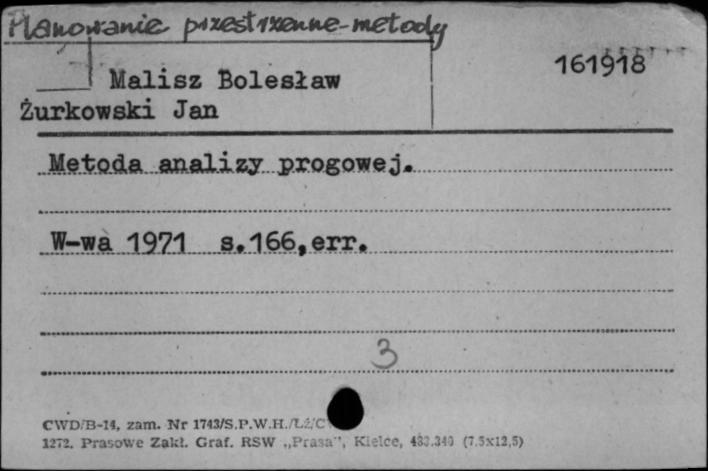 Planowanie przestrzenne-metody
161918
Malisz Bolesław
Żurkowski Jan
Metoda analizy progowej.
W-wa 1971 s.166,err.
3
CWD/B-14, zam. Nr 1743/S.P.W.H./Lź/C
1272. Prasowe Zakł. Graf. RSW „Prasa", Kielce, 483.340 (7.5x12,5)